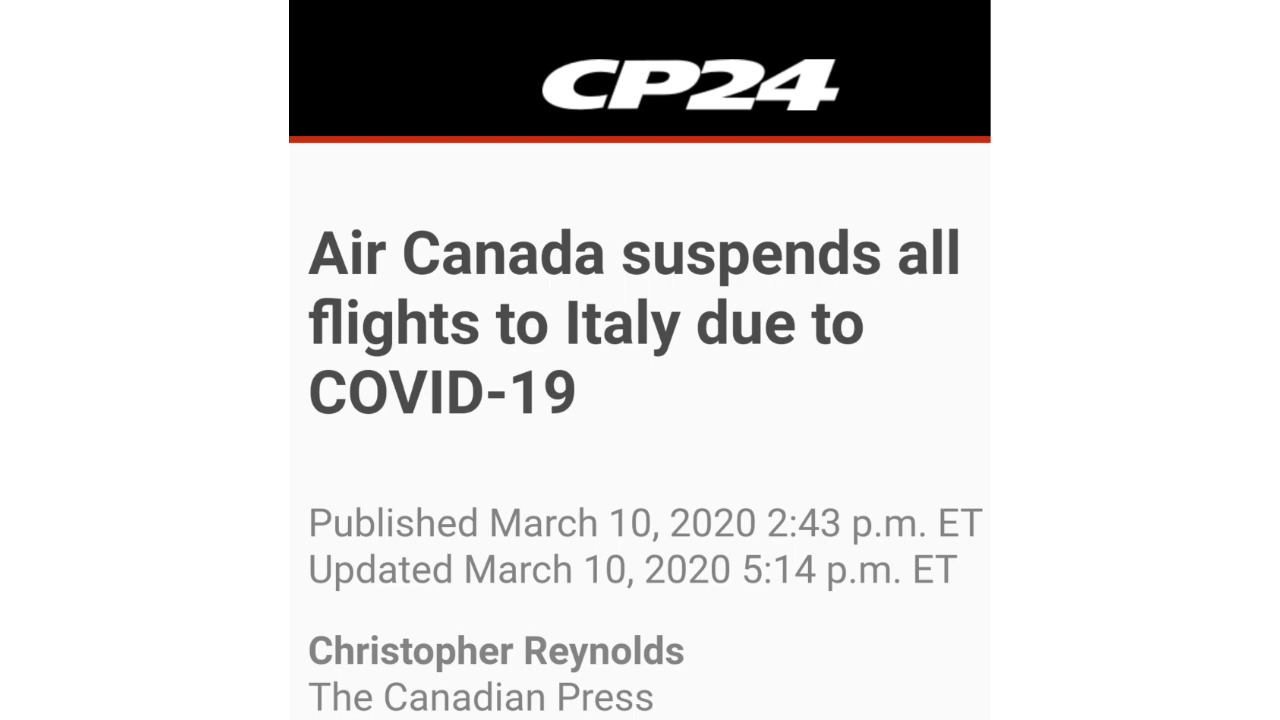 CP24
Air Canada suspends all
flights to Italy due to
COVID-19
Published March 10, 2020 2:43 p.m. ET
Updated March 10, 2020 5:14 p.m. ET
Christopher Reynolds
The Canadian Press